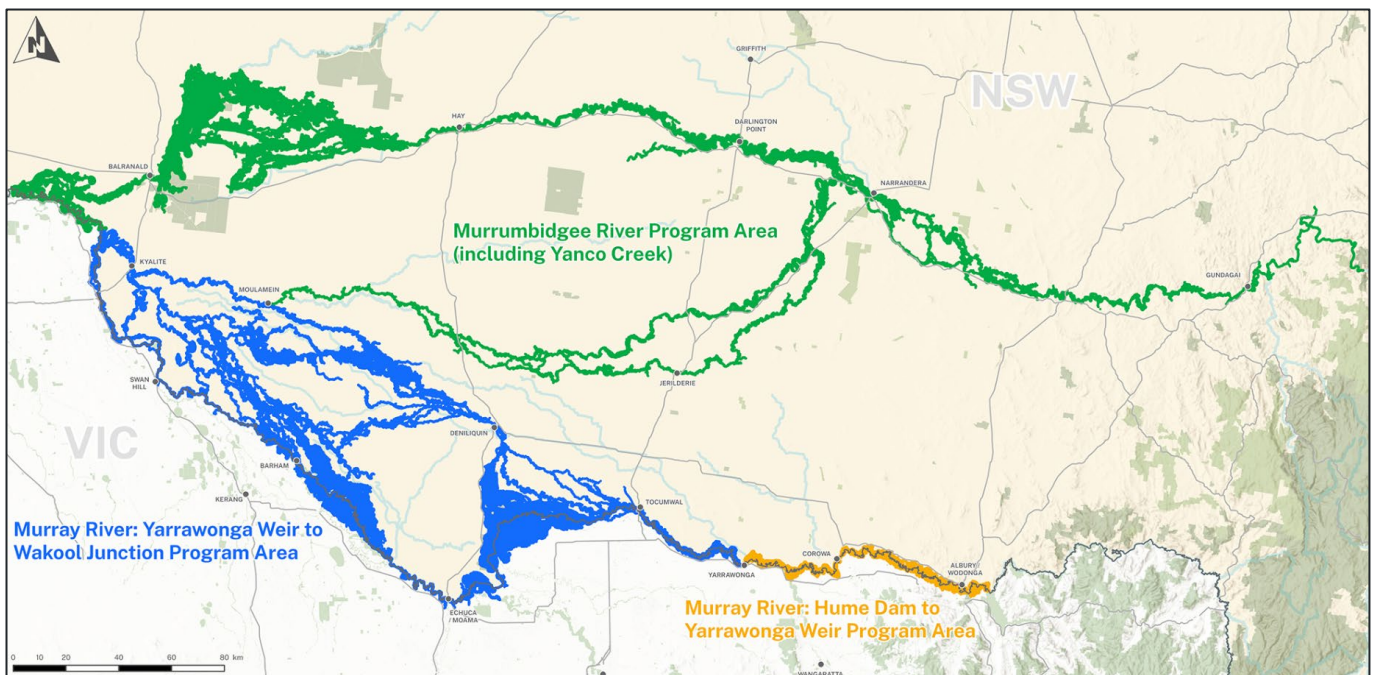 N
GRIFFITH
NSW
HAY
DARLINGTON
POINT
BALRANALD
NARRANDERA
Murrumbidgee River Program Area
(including Yanco Creek)
KYALITE
GUNDAGAI
MOULAMEIN
SWAN
HILL
JERILDERIE
VIC
DENILIQUIN
BARHAM
KERANG
TOCUMWAL
Murray River: Yarrawonga Weir to
Wakool Junction Program Area
COROWA
YARRAWONGA
ALBURY/
WODONGA
ECHUCA
/ MOAMA
Murray River: Hume Dam to
Yarrawonga Weir Program Area
0 10 20 40 60 80 km
WANGARATTA